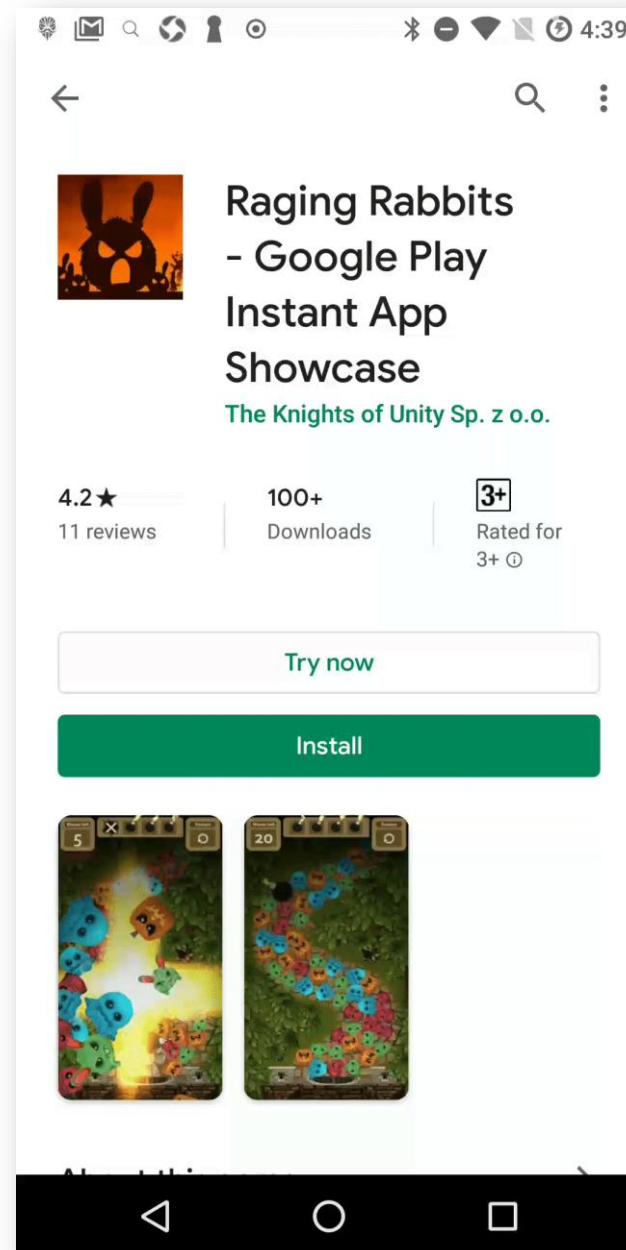 4:39
Raging Rabbits
- Google Play
Instant App
Showcase
The Knights of Unity Sp. z o.o.
4.2★
11 reviews
100+
Downloads
3+
Rated for
3+
Try now
Install
5
20